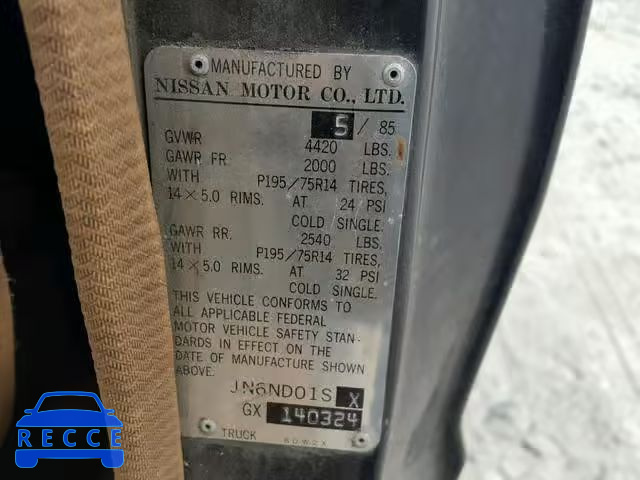 MANUFACTURED BY
NISSAN MOTOR CO., LTD.
5 / 85
GVWR 4420 LBS.
GAWR FR 2000 LBS.
WITH P195/75R14 TIRES,
14×5.0 RIMS. AT 24 PSI
COLD SINGLE.
GAWR RR. 2540 LBS.
WITH P195/75R14 TIRES,
14×5.0 RIMS. AT 32 PSI
COLD SINGLE.
THIS VEHICLE CONFORMS TO
ALL APPLICABLE FEDERAL
MOTOR VEHICLE SAFETY STAN-
DARDS IN EFFECT ON THE
DATE OF MANUFACTURE SHOWN
ABOVE.
JN6ND01S X
GX 140324
TRUCK
RECCE